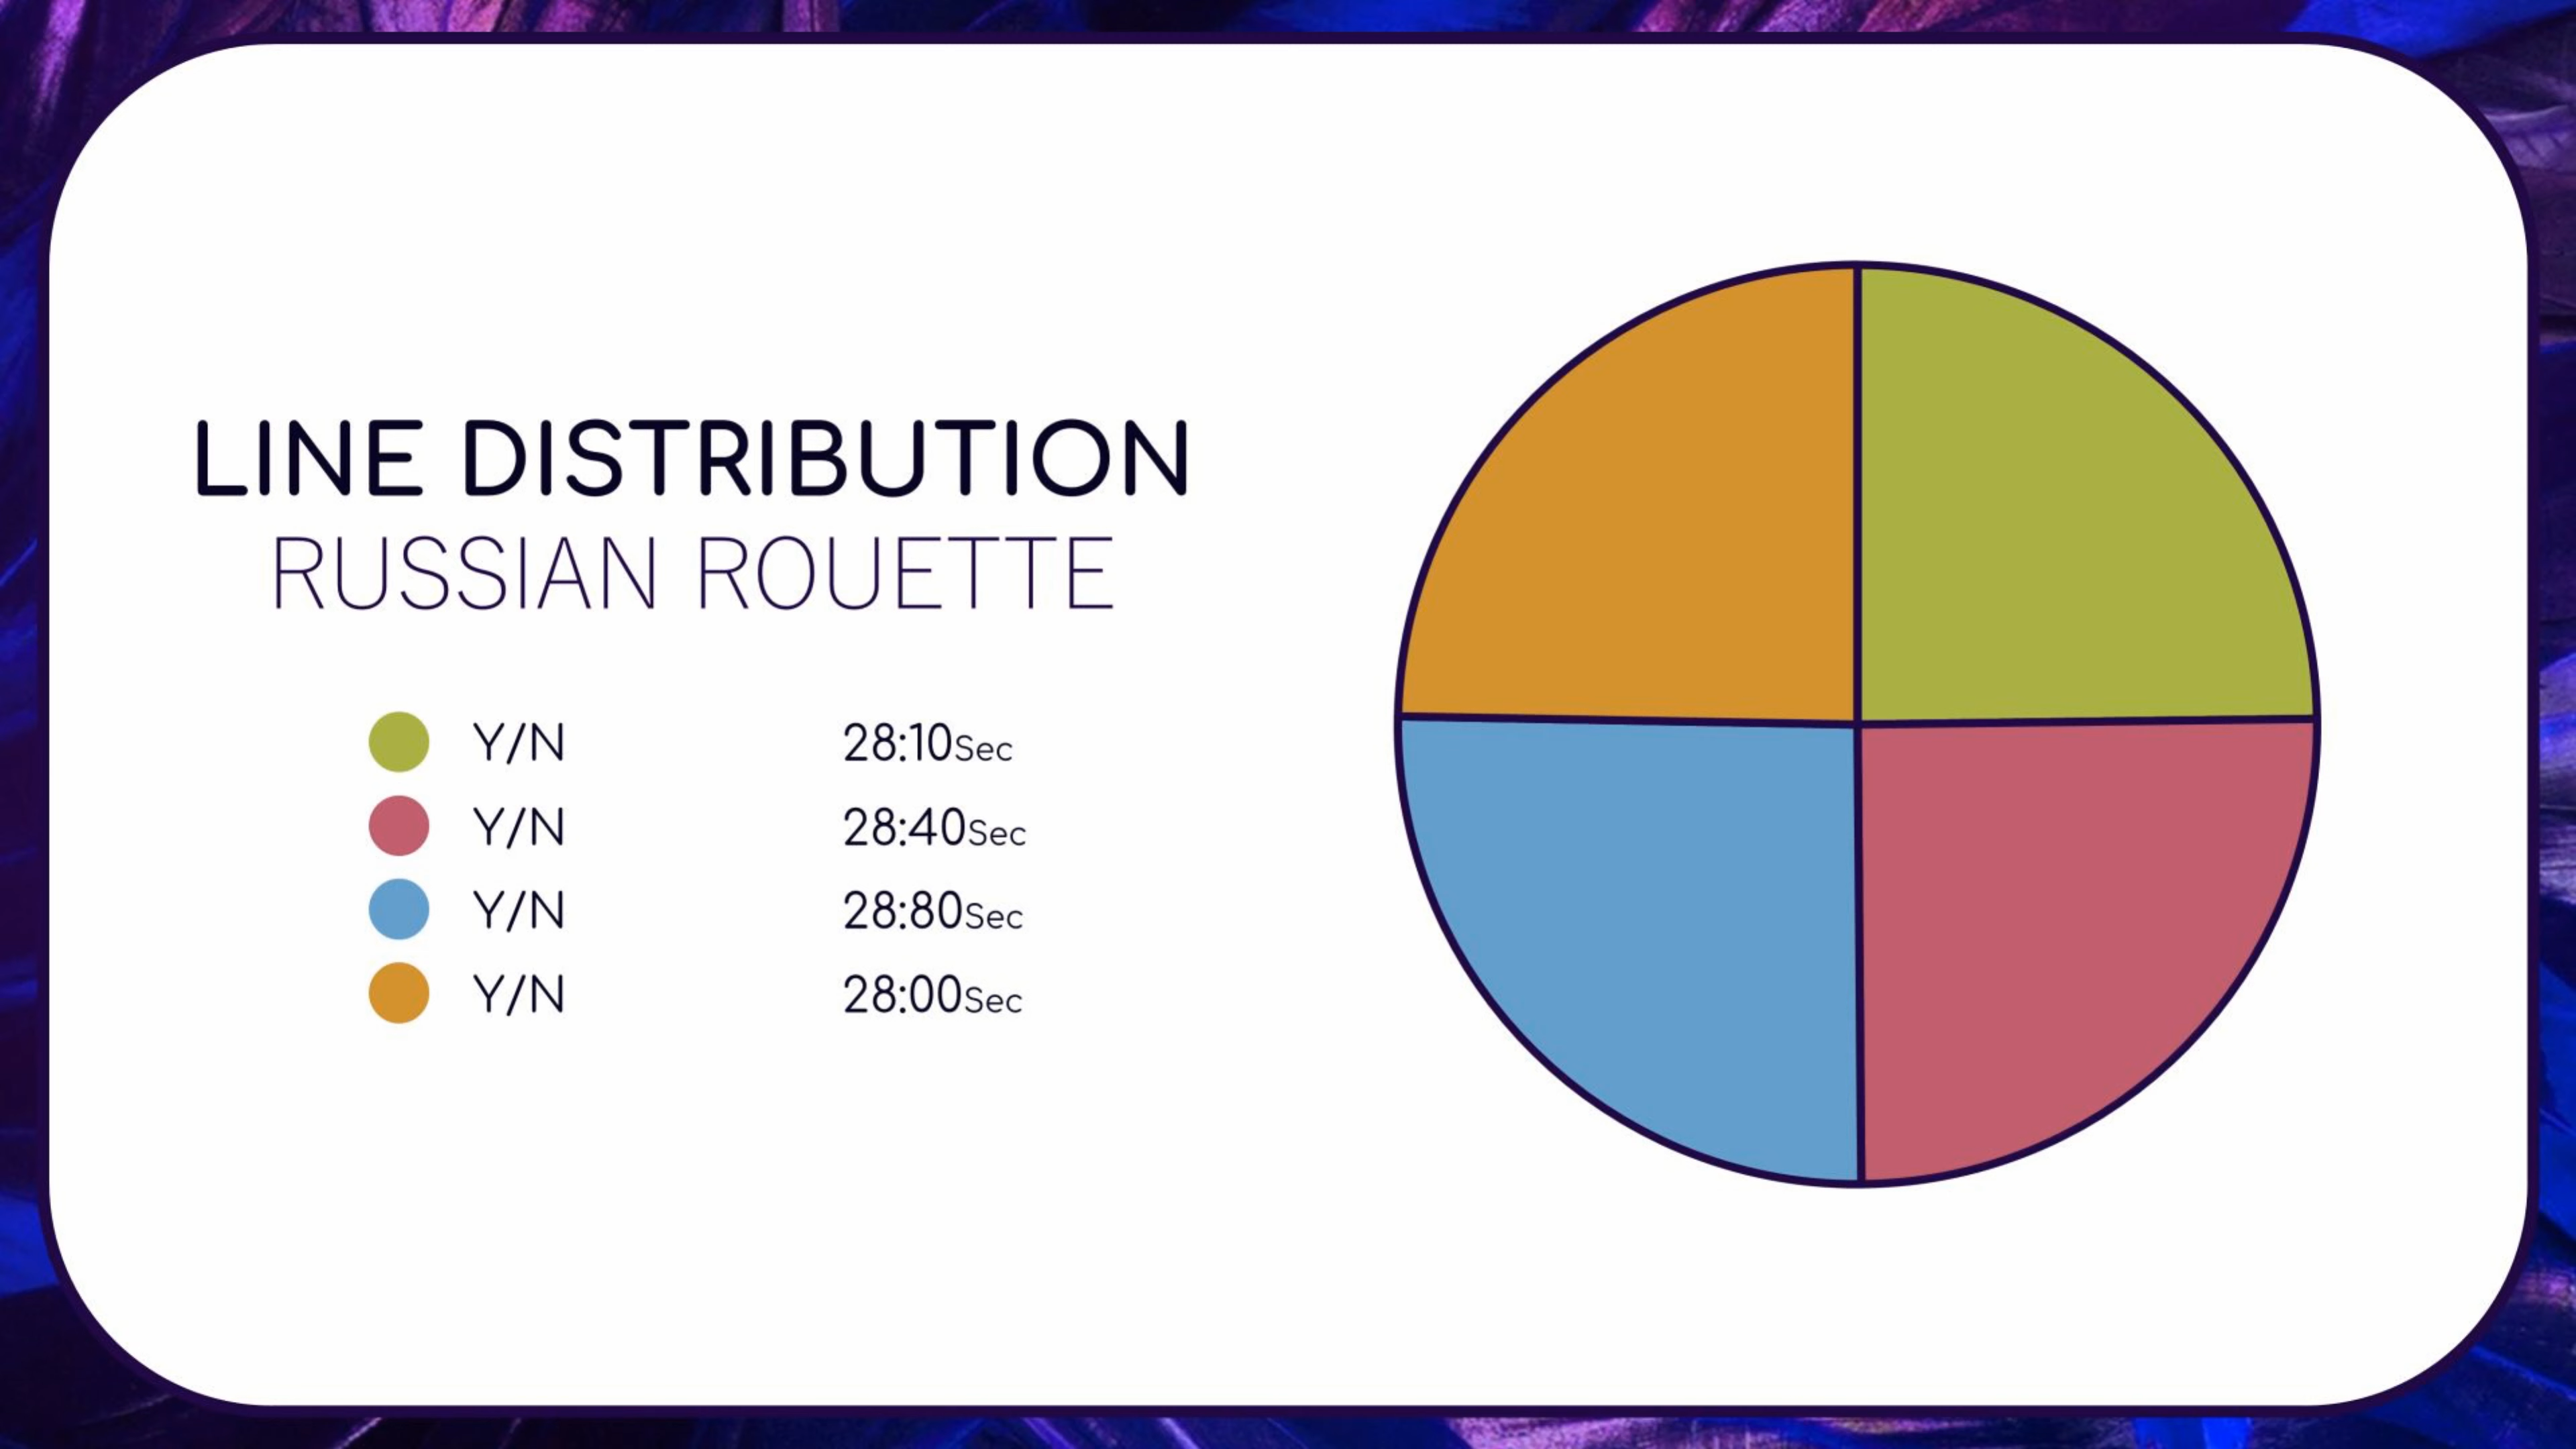 LINE DISTRIBUTION
RUSSIAN ROUETTE
Y/N 28:10Sec
Y/N 28:40Sec
Y/N 28:80Sec
Y/N 28:00Sec